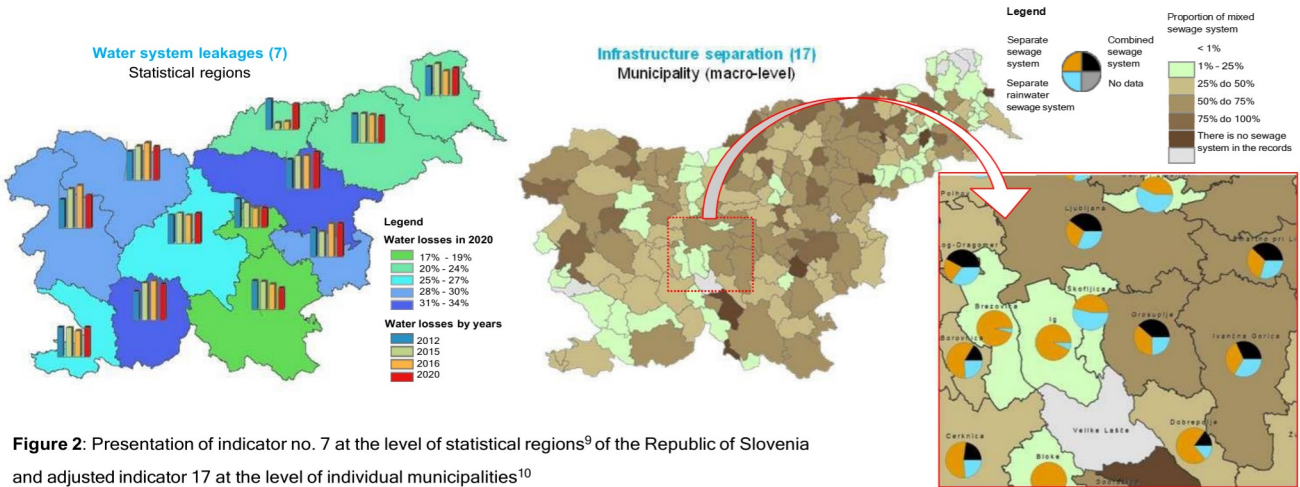 Water system leakages (7)
Statistical regions
Legend
Water losses in 2020
17% - 19%
20% - 24%
25% - 27%
28% - 30%
31% - 34%
Water losses by years
2012
2015
2016
2020
Infrastructure separation (17)
Municipality (macro-level)
Legend
Separate
sewage
system
Combined
sewage
system
Separate
rainwater
sewage system
No data
Proportion of mixed
sewage system
< 1%
1% - 25%
25% do 50%
50% do 75%
75% do 100%
There is no sewage
system in the records
Ljubljana
Log-Dragomer
Škofljica
Brezovica
Ig
Grosuplje
Ivančna Gorica
Borovnica
Velike Lašče
Dobrepolje
Cerknica
Bloke
Figure 2: Presentation of indicator no. 7 at the level of statistical regions⁹ of the Republic of Slovenia
and adjusted indicator 17 at the level of individual municipalities¹⁰